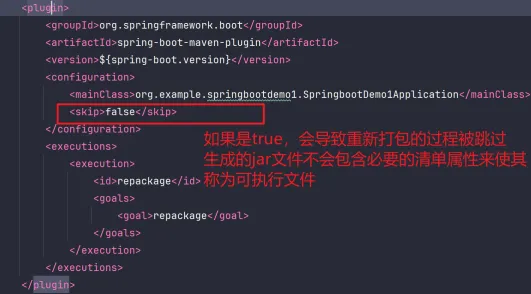 <plugin>
<groupId>org.springframework.boot</groupId>
<artifactId>spring-boot-maven-plugin</artifactId>
<version>${spring-boot.version}</version>
<configuration>
<mainClass>org.example.springbootdemo1.SpringbootDemo1Application</mainClass>
<skip>false</skip>
</configuration>
如果是true，会导致重新打包的过程被跳过
生成的jar文件不会包含必要的清单属性来使其
称为可执行文件
<executions>
<execution>
<id>repackage</id>
<goals>
<goal>repackage</goal>
</goals>
</execution>
</executions>
</plugin>